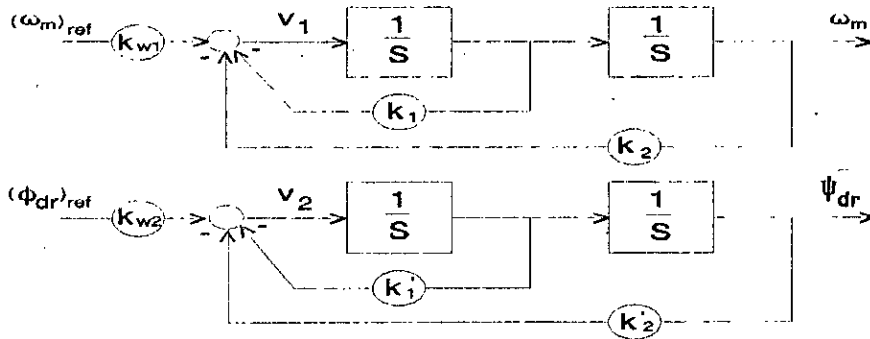 (ωm)ref
kw1
v1
1
S
1
S
ωm
k1
k2
(ϕdr)ref
kw2
v2
1
S
1
S
ψdr
k'1
k'2